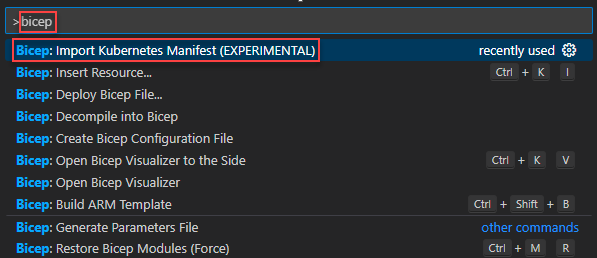 >bicep
Bicep: Import Kubernetes Manifest (EXPERIMENTAL) recently used
Bicep: Insert Resource... Ctrl + K I
Bicep: Deploy Bicep File...
Bicep: Decompile into Bicep
Bicep: Create Bicep Configuration File
Bicep: Open Bicep Visualizer to the Side Ctrl + K V
Bicep: Open Bicep Visualizer
Bicep: Build ARM Template Ctrl + Shift + B
Bicep: Generate Parameters File other commands
Bicep: Restore Bicep Modules (Force) Ctrl + M R